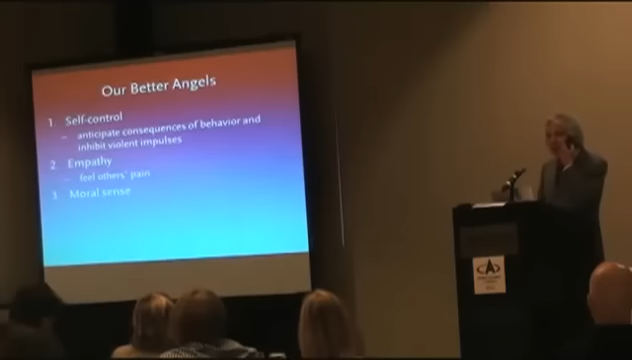 Our Better Angels
1. Self-control
– anticipate consequences of behavior and
inhibit violent impulses
2. Empathy
– feel others' pain
3. Moral sense